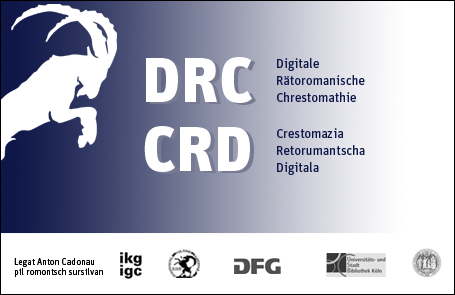 DRC
Digitale
Rätoromanische
Chrestomathie
CRD
Crestomazia
Retorumantscha
Digitala
Legat Anton Cadonau
ptl romontsch sursilvan
ikg
igc
DFG
Universitäts- und
Stadt
Bibliothek Köln